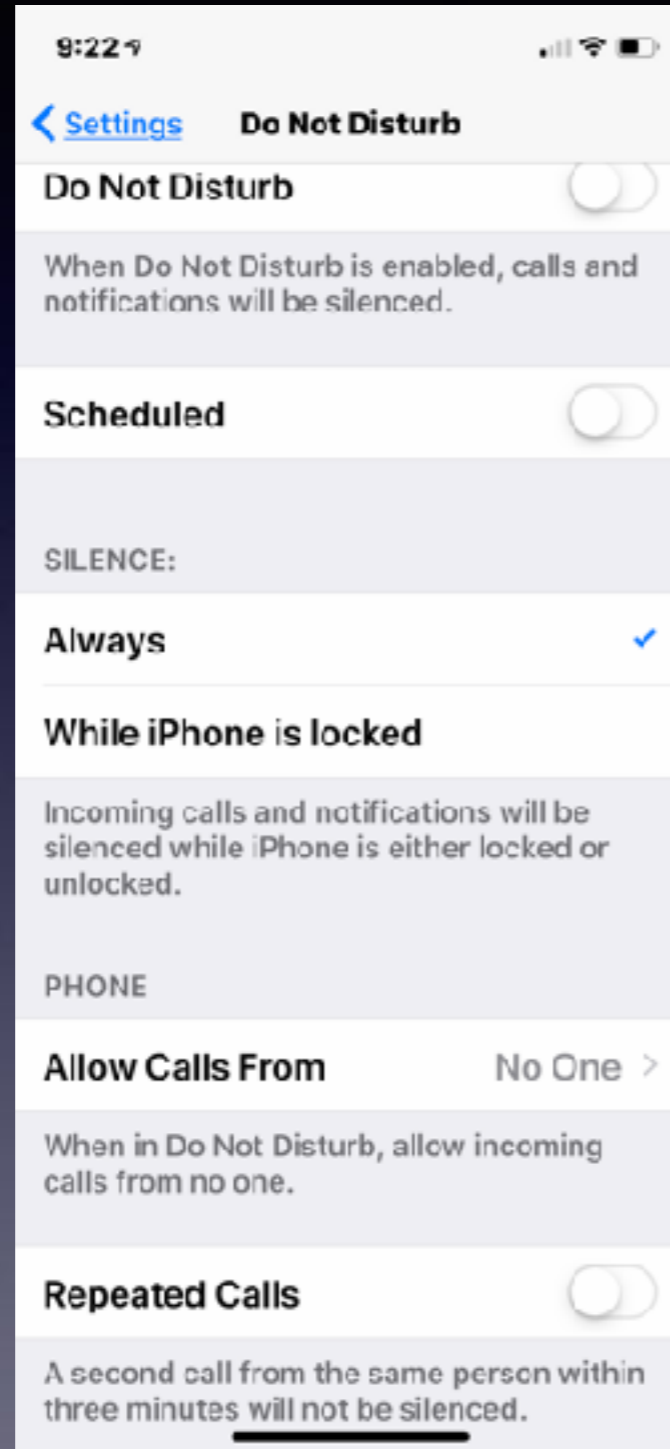 9:22
Settings Do Not Disturb
Do Not Disturb
When Do Not Disturb is enabled, calls and
notifications will be silenced.
Scheduled
SILENCE:
Always
While iPhone is locked
Incoming calls and notifications will be
silenced while iPhone is either locked or
unlocked.
PHONE
Allow Calls From No One
When in Do Not Disturb, allow incoming
calls from no one.
Repeated Calls
A second call from the same person within
three minutes will not be silenced.